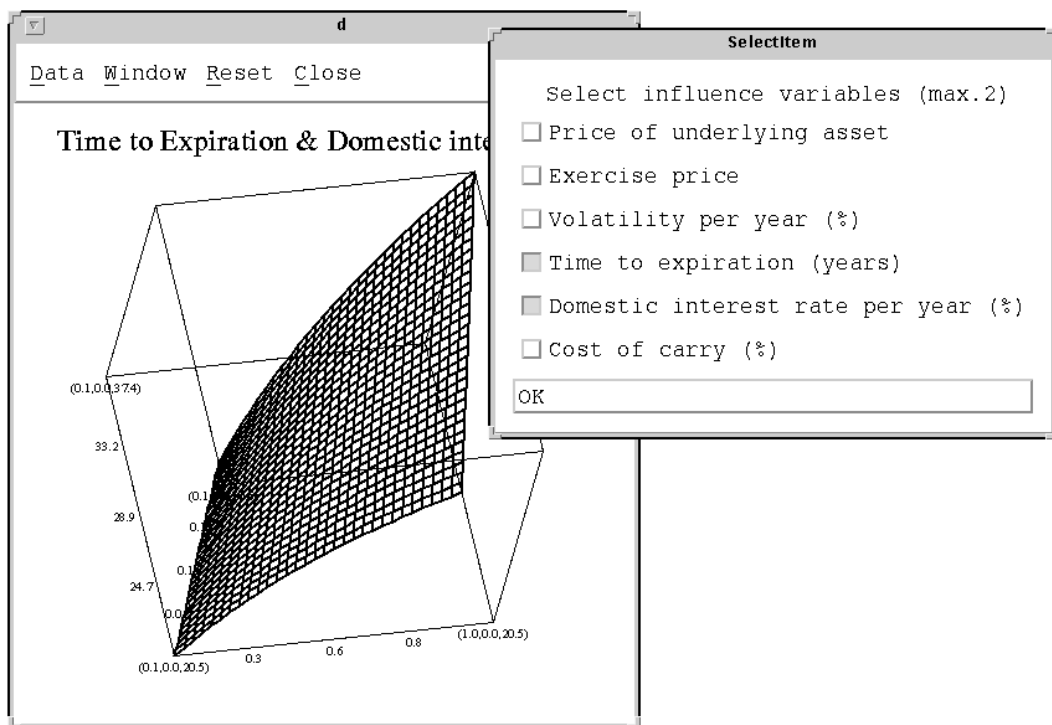 d
Data Window Reset Close
Time to Expiration & Domestic
(0.1,0.0,37.4)
33.2
28.9
24.7
(0.1,0.0,20.5)
0.3
0.6
0.8
(1.0,0.0,20.5)
SelectItem
Select influence variables (max.2)
Price of underlying asset
Exercise price
Volatility per year (%)
Time to expiration (years)
Domestic interest rate per year (%)
Cost of carry (%)
OK